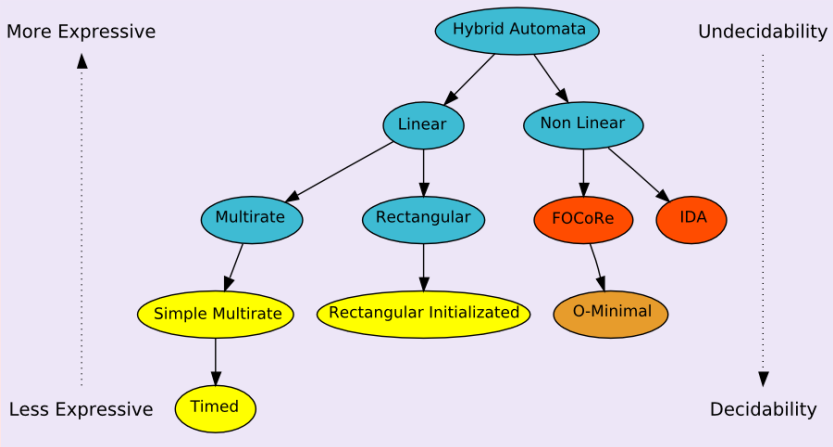 Hybrid Automata
More Expressive
Undecidability
Linear
Non Linear
Multirate
Rectangular
FOCoRe
IDA
Simple Multirate
Rectangular Initializated
O-Minimal
Less Expressive
Timed
Decidability